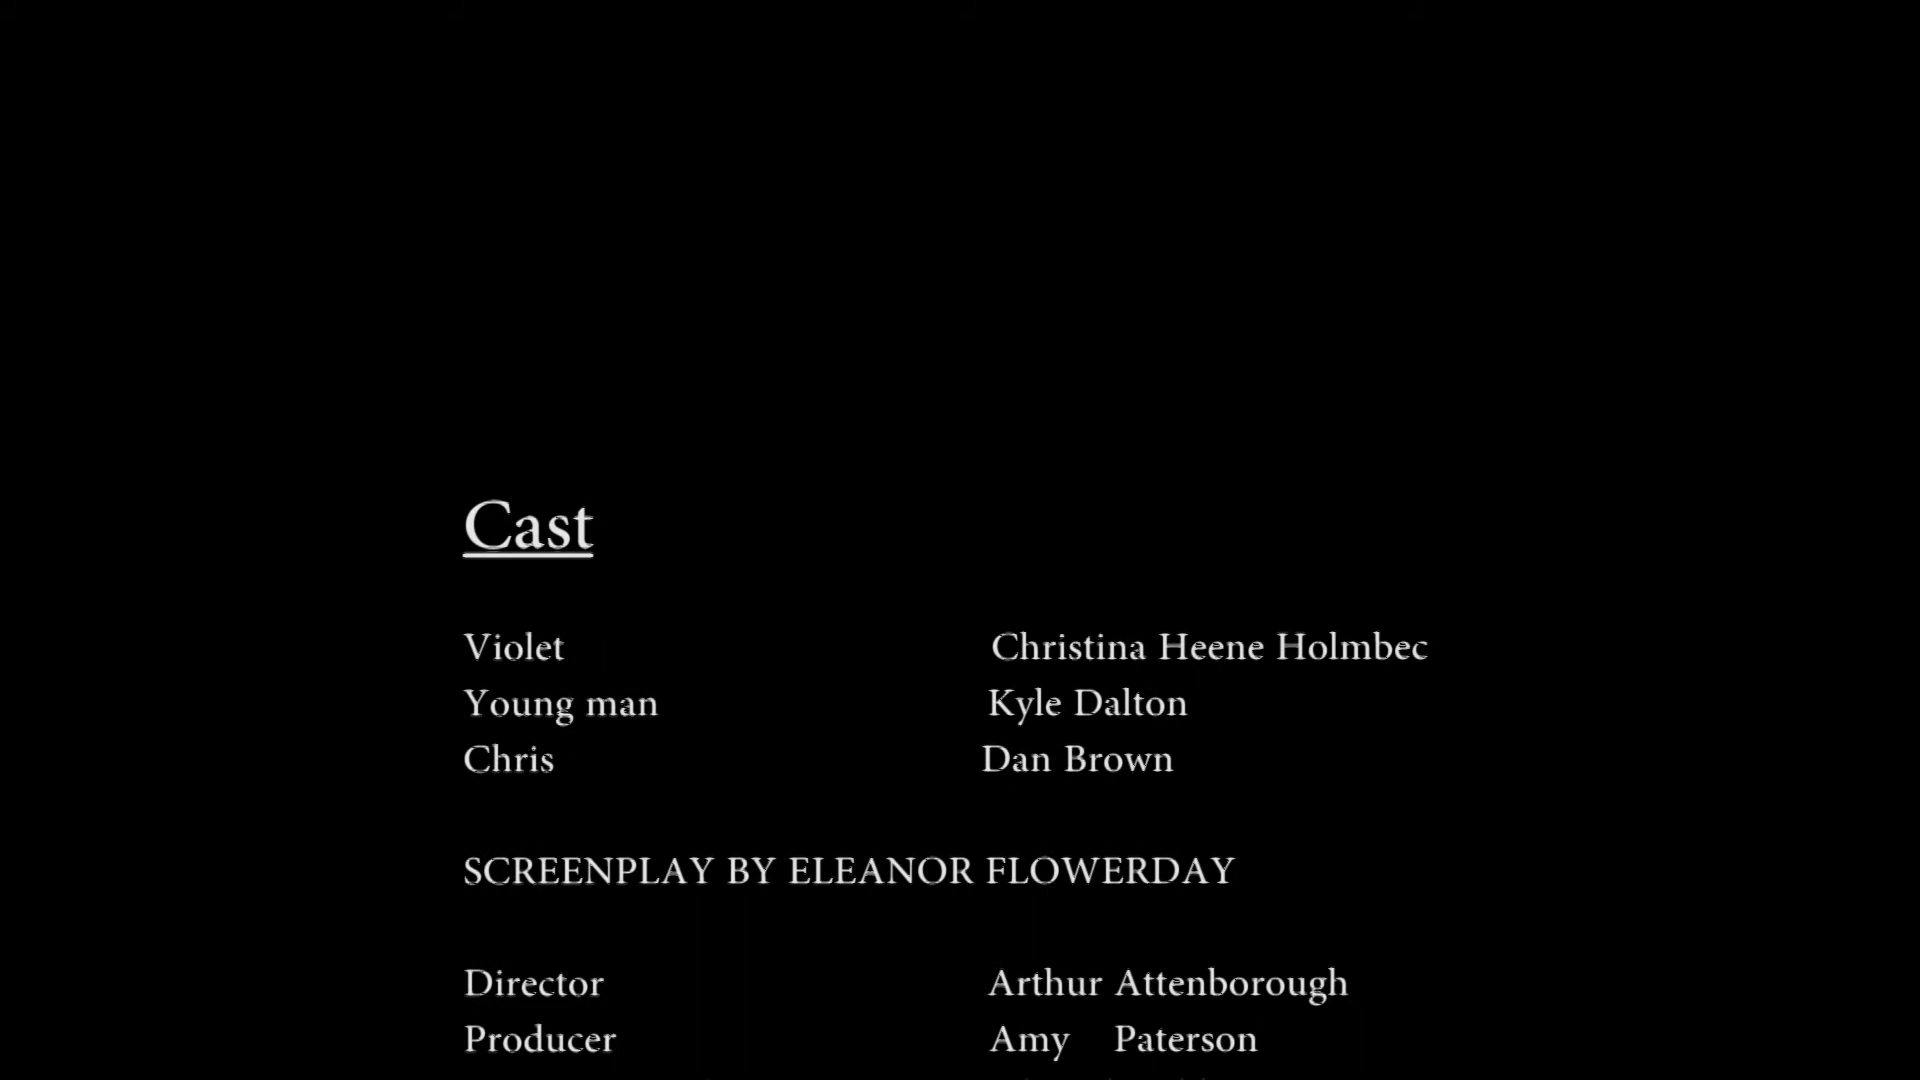 Cast
Violet Christina Heene Holmbec
Young man Kyle Dalton
Chris Dan Brown
SCREENPLAY BY ELEANOR FLOWERDAY
Director Arthur Attenborough
Producer Amy Paterson